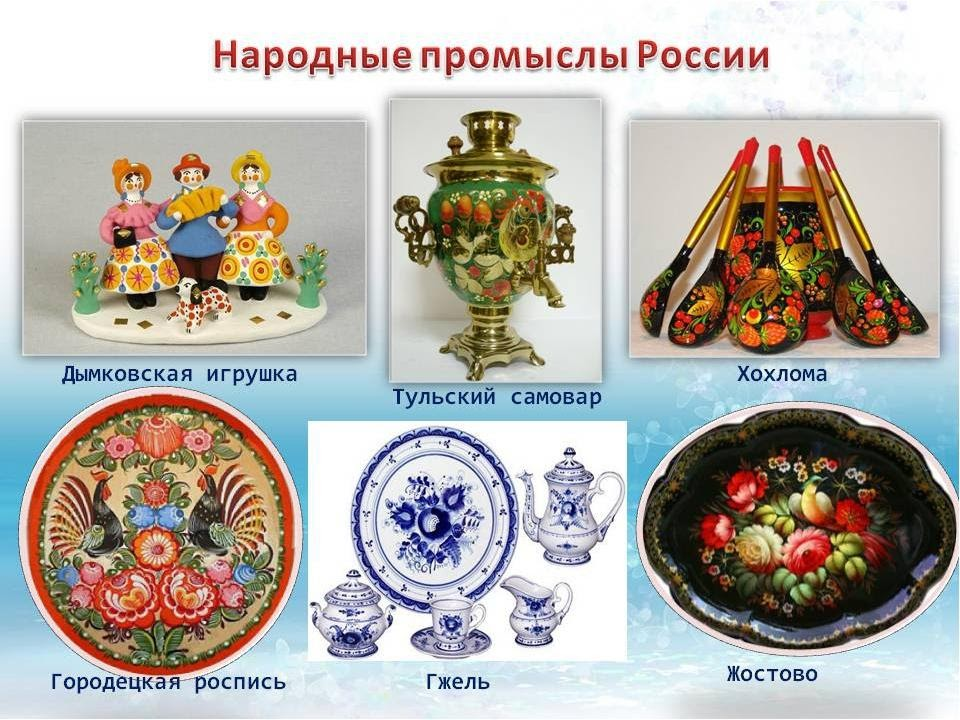 Народные промыслы России
Дымковская игрушка
Тульский самовар
Хохлома
Городецкая роспись
Гжель
Жостово